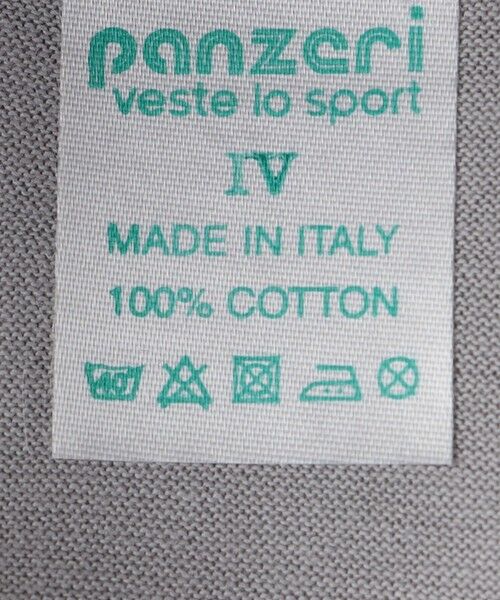 panzeri
veste lo sport
IV
MADE IN ITALY
100% COTTON
40